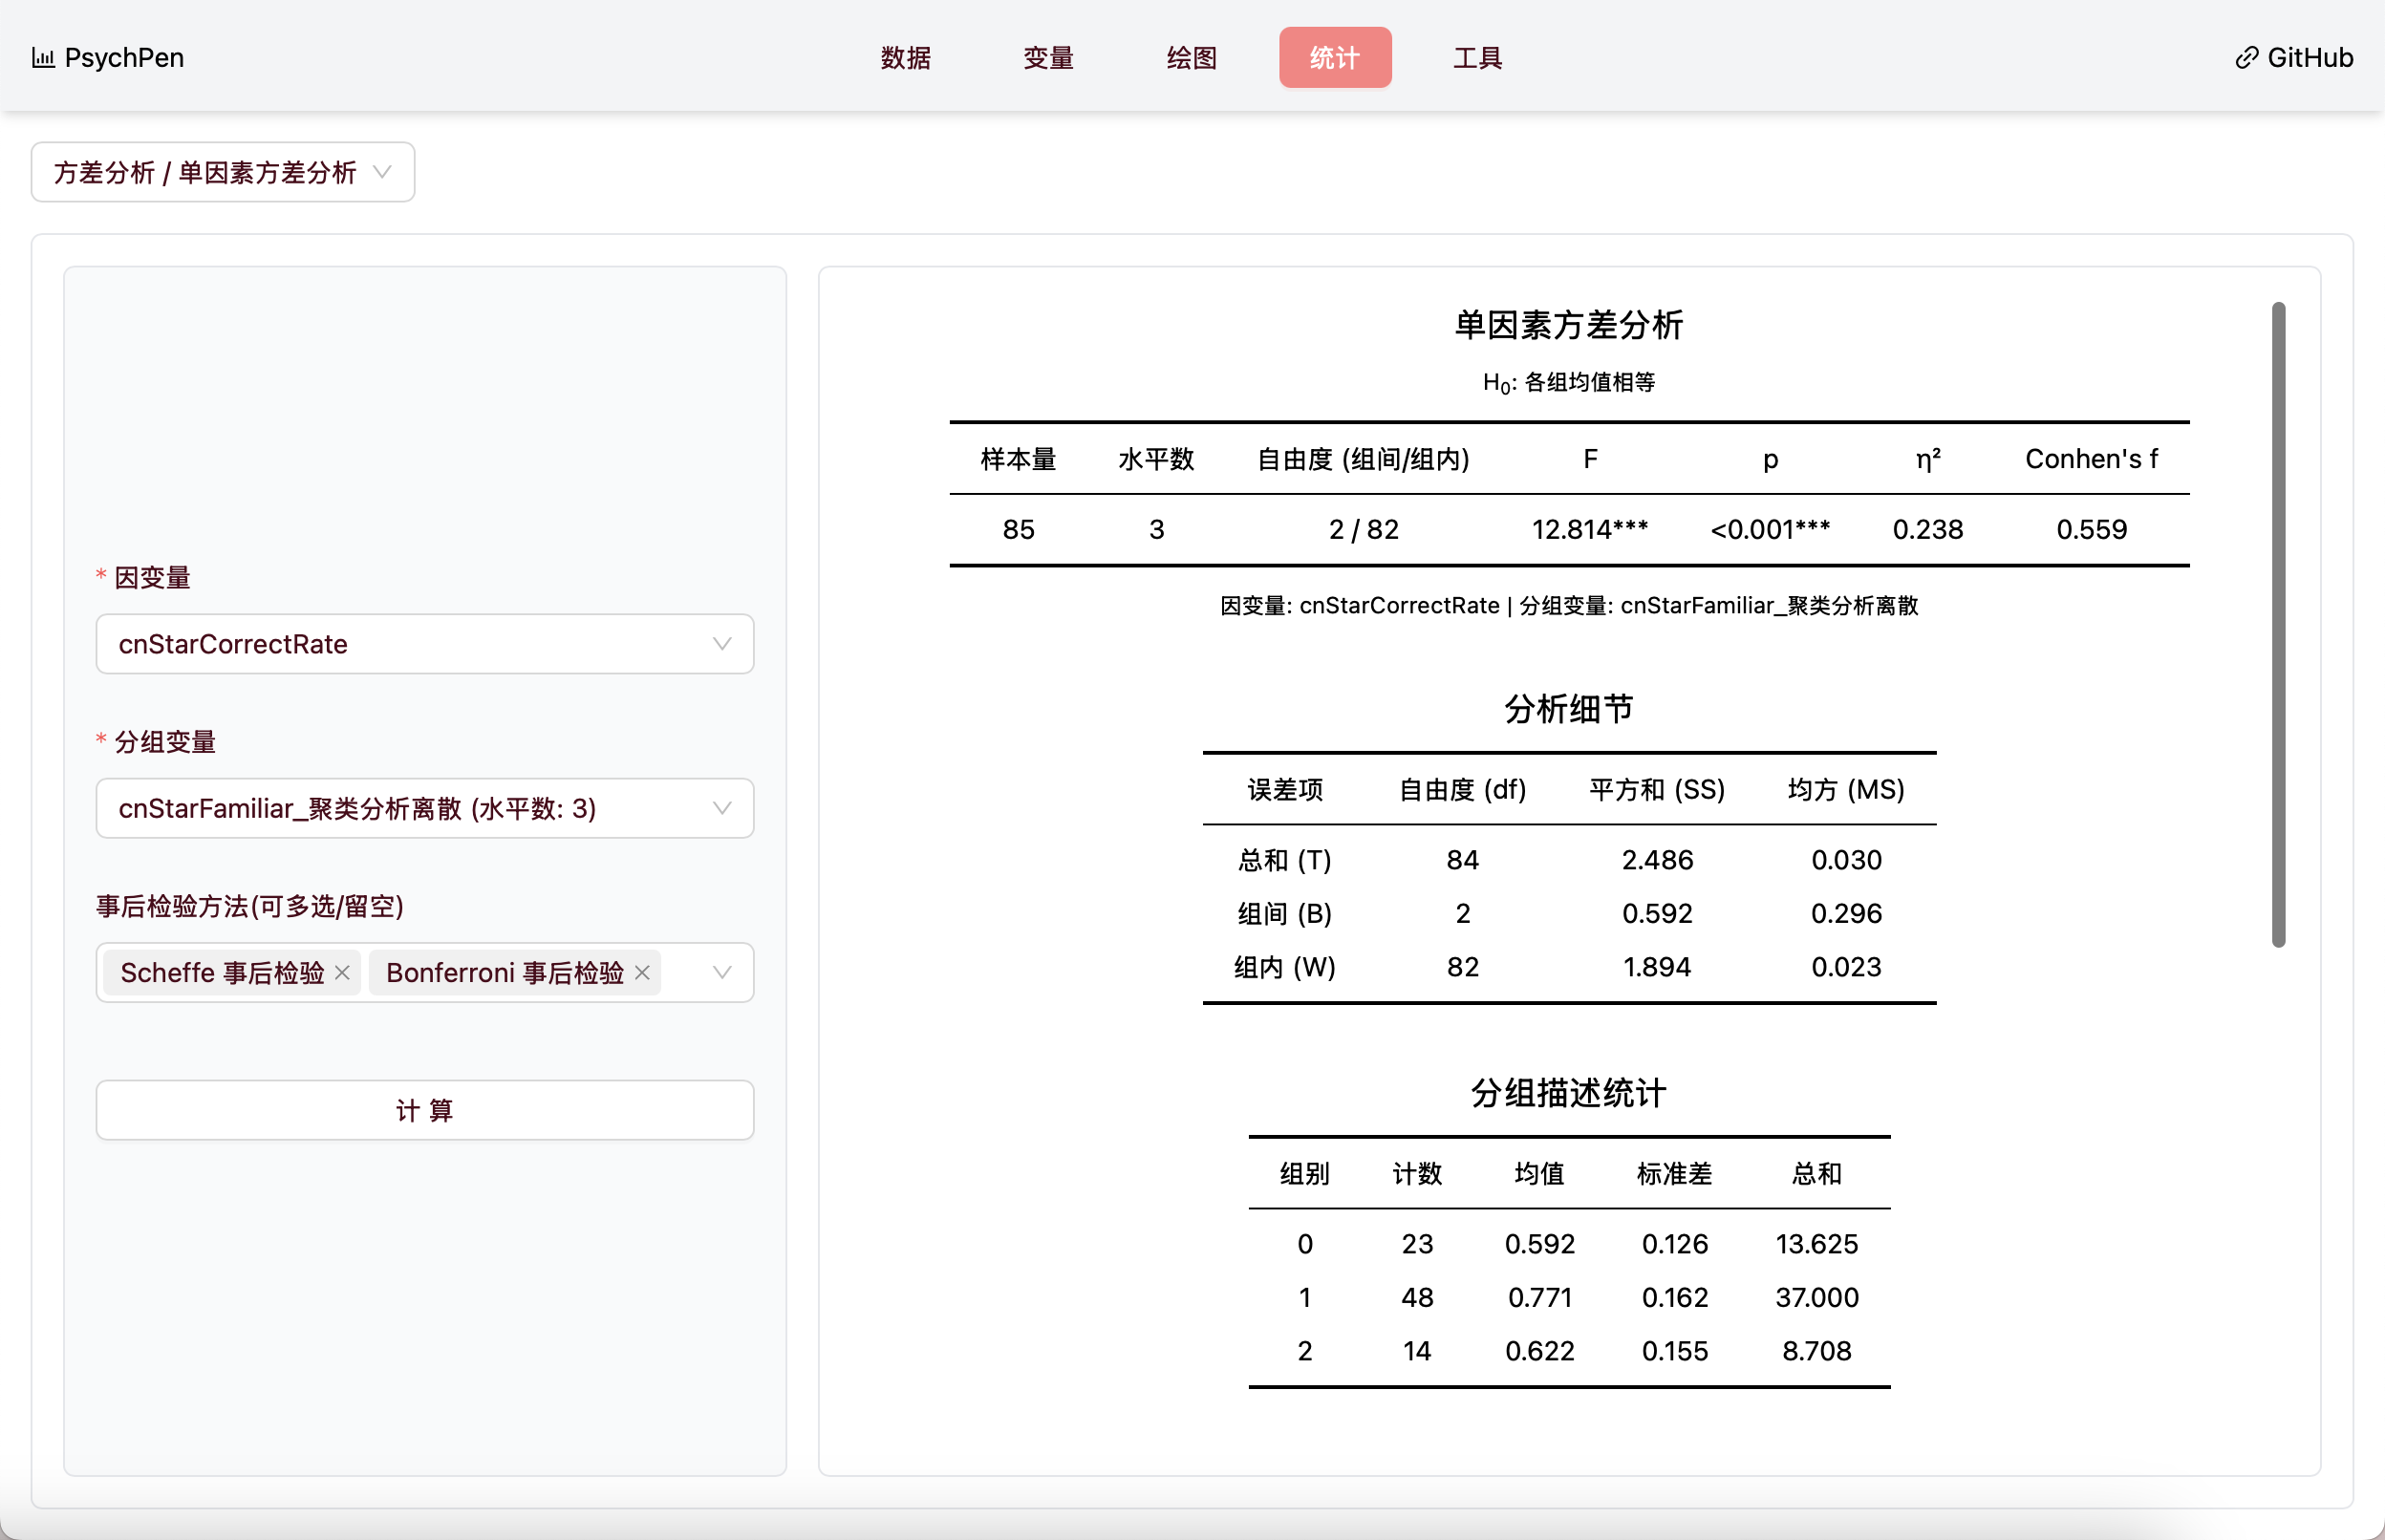 PsychPen 数据 变量 绘图 统计 工具 GitHub
方差分析 / 单因素方差分析
* 因变量
cnStarCorrectRate
* 分组变量
cnStarFamiliar_聚类分析离散 (水平数: 3)
事后检验方法(可多选/留空)
Scheffe 事后检验 Bonferroni 事后检验
计 算
单因素方差分析
H₀: 各组均值相等
样本量 水平数 自由度 (组间/组内) F p η² Conhen's f
85 3 2 / 82 12.814*** <0.001*** 0.238 0.559
因变量: cnStarCorrectRate | 分组变量: cnStarFamiliar_聚类分析离散
分析细节
误差项 自由度 (df) 平方和 (SS) 均方 (MS)
总和 (T) 84 2.486 0.030
组间 (B) 2 0.592 0.296
组内 (W) 82 1.894 0.023
分组描述统计
组别 计数 均值 标准差 总和
0 23 0.592 0.126 13.625
1 48 0.771 0.162 37.000
2 14 0.622 0.155 8.708